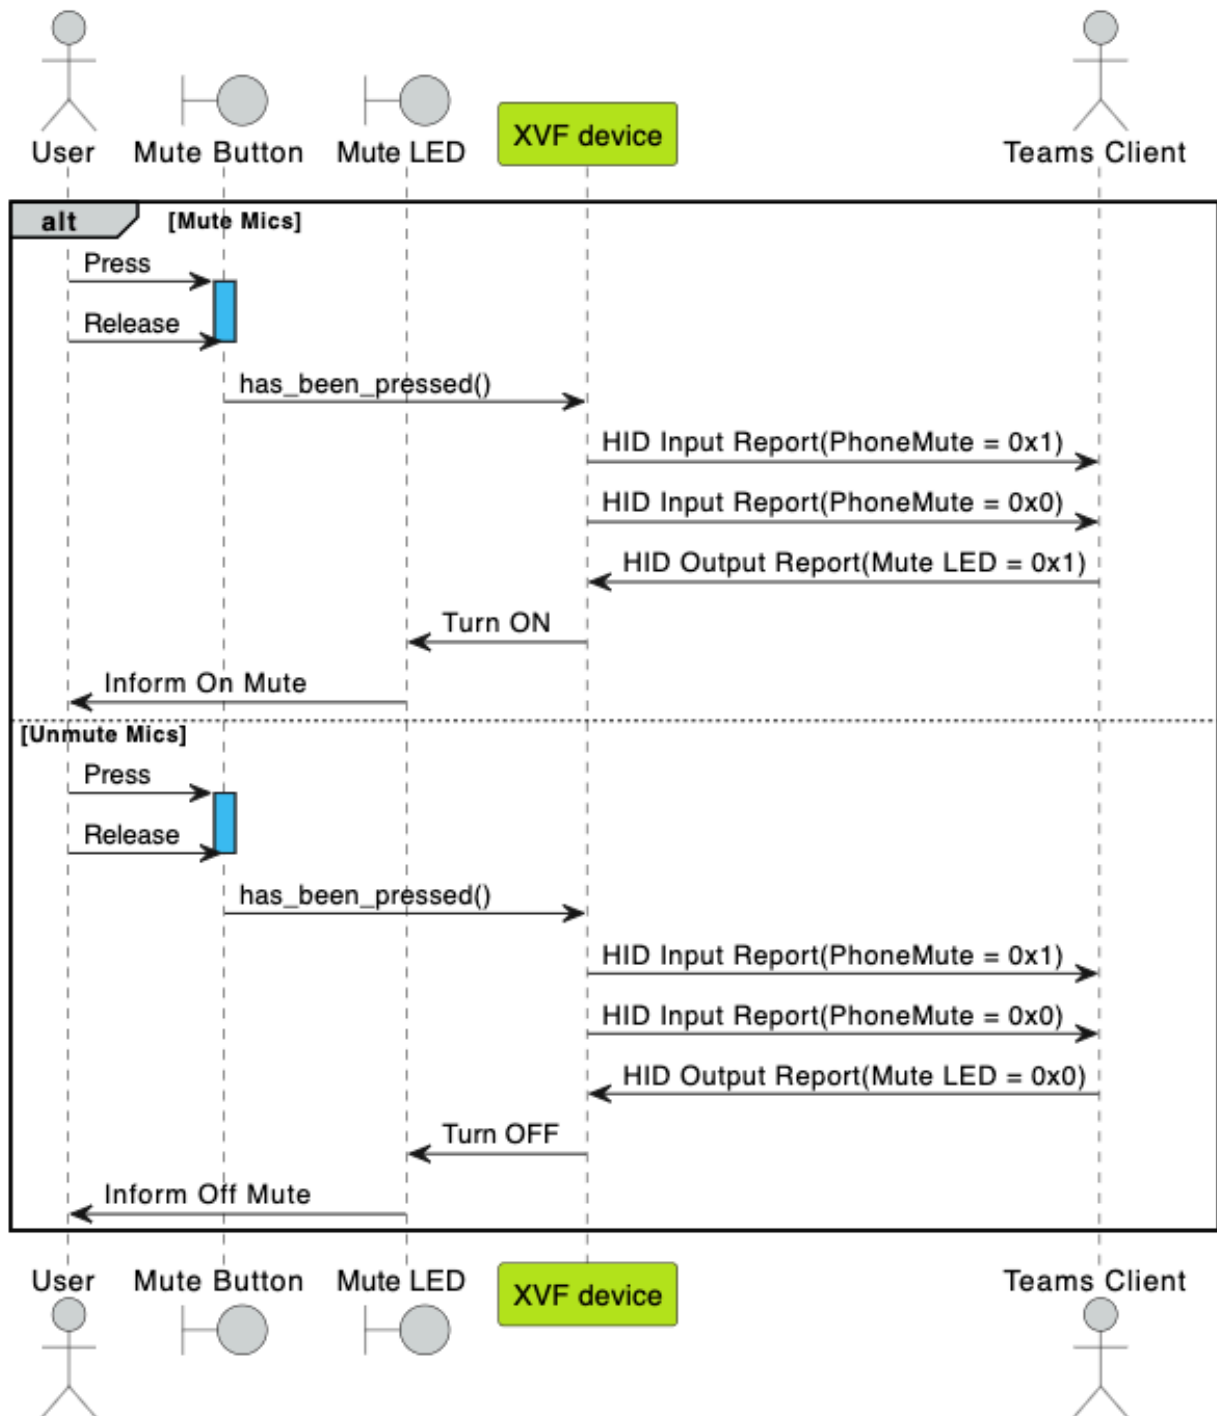 User
Mute Button
Mute LED
XVF device
Teams Client
alt
[Mute Mics]
Press
Release
has_been_pressed()
HID Input Report(PhoneMute = 0x1)
HID Input Report(PhoneMute = 0x0)
HID Output Report(Mute LED = 0x1)
Turn ON
Inform On Mute
[Unmute Mics]
Press
Release
has_been_pressed()
HID Input Report(PhoneMute = 0x1)
HID Input Report(PhoneMute = 0x0)
HID Output Report(Mute LED = 0x0)
Turn OFF
Inform Off Mute
User
Mute Button
Mute LED
XVF device
Teams Client